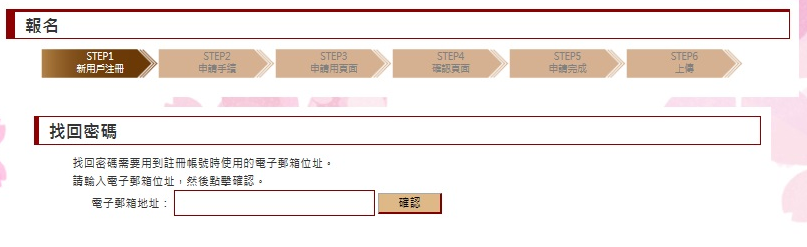 報名
STEP1
新用戶註冊
STEP2
申請手續
STEP3
申請用頁面
STEP4
確認頁面
STEP5
申請完成
STEP6
上傳
找回密碼
找回密碼需要用到註冊帳號時使用的電子郵箱位址。
請輸入電子郵箱位址，然後點擊確認。
電子郵箱地址：
確認